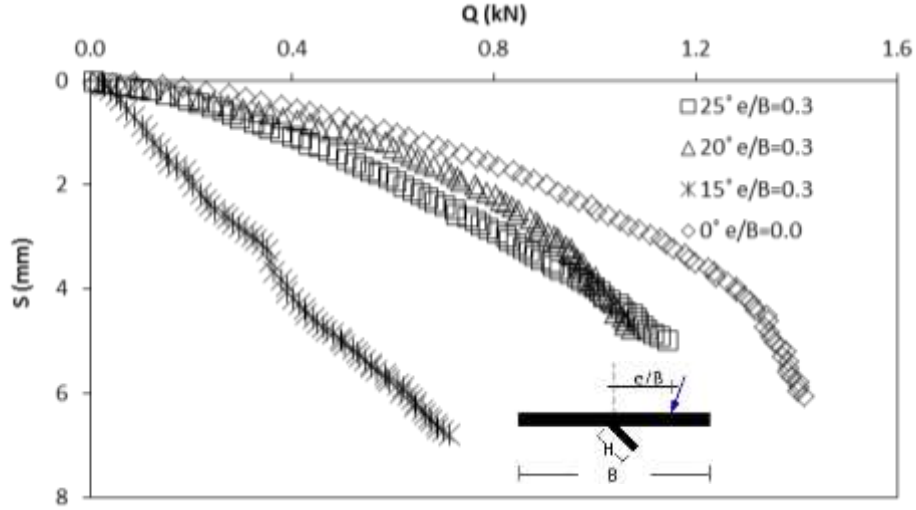 Q (kN)
0.0 0.4 0.8 1.2 1.6
0
2
4
6
8
S (mm)
25° e/B=0.3
20° e/B=0.3
15° e/B=0.3
0° e/B=0.0
e/B
H
B